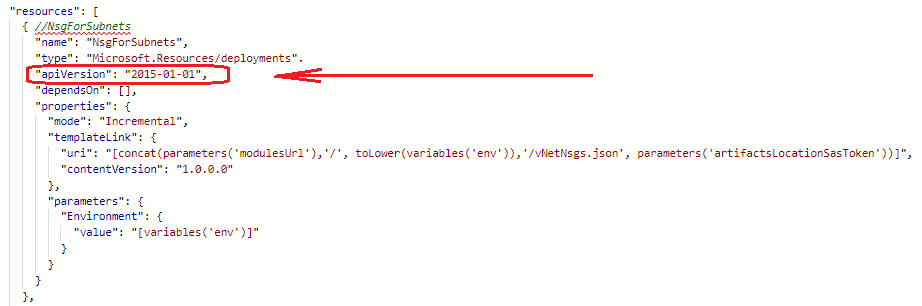 "resources": [
{ //NsgForSubnets
"name": "NsgForSubnets",
"type": "Microsoft.Resources/deployments".
"apiVersion": "2015-01-01",
"dependsOn": [],
"properties": {
"mode": "Incremental",
"templateLink": {
"uri": "[concat(parameters('modulesUrl'),'/', toLower(variables('env')),'/vNetNsgs.json', parameters('artifactsLocationSasToken'))]",
"contentVersion": "1.0.0.0"
},
"parameters": {
"Environment": {
"value": "[variables('env')]"
}
}
}
},